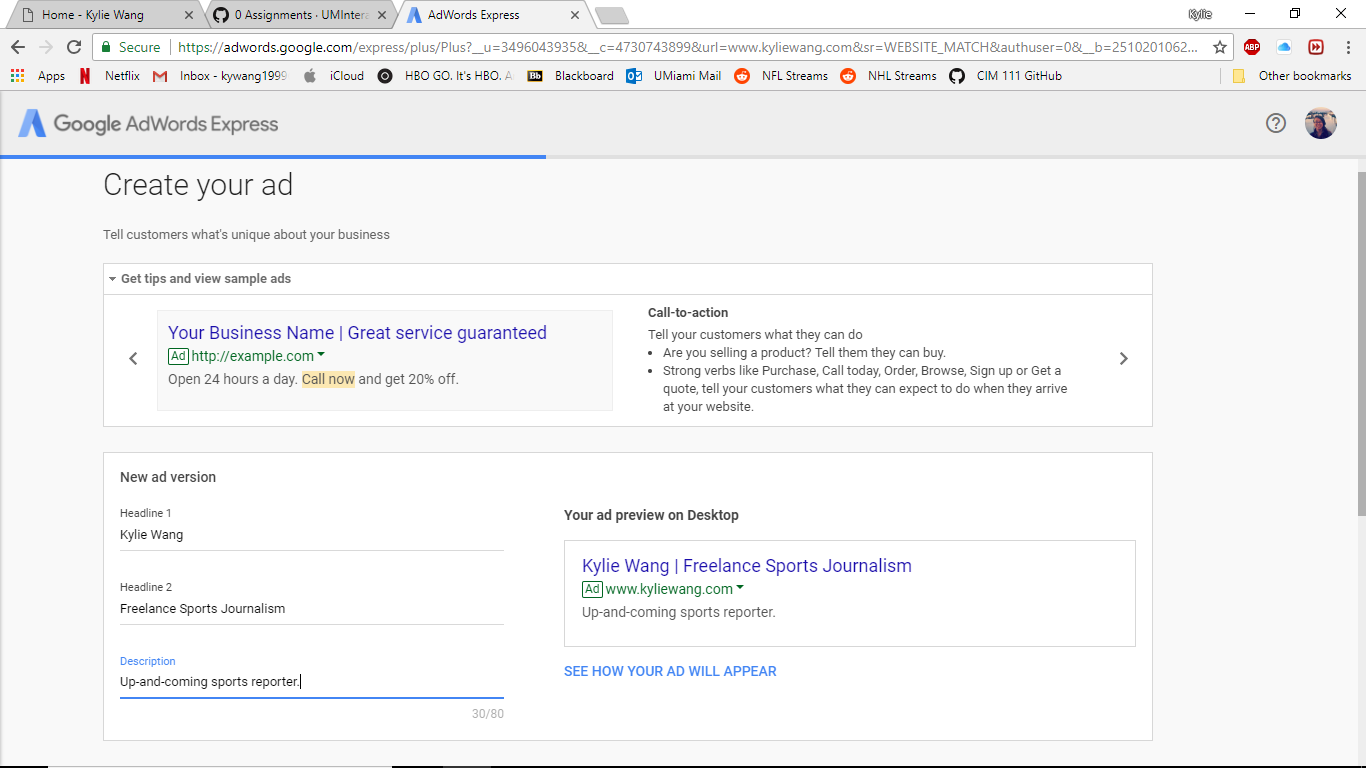 Home - Kylie Wang
0 Assignments · UMIntera
AdWords Express
Kylie
Secure
https://adwords.google.com/express/plus/Plus?__u=3496043935&__c=4730743899&url=www.kyliewang.com&sr=WEBSITE_MATCH&authuser=0&__b=2510201062...
ABP
Apps
Netflix
Inbox - kywang1999
iCloud
HBO GO. It's HBO. A
Bb
Blackboard
UMiami Mail
NFL Streams
NHL Streams
CIM 111 GitHub
Other bookmarks
Google AdWords Express
Create your ad
Tell customers what's unique about your business
Get tips and view sample ads
Your Business Name | Great service guaranteed
Ad http://example.com
Open 24 hours a day. Call now and get 20% off.
Call-to-action
Tell your customers what they can do
• Are you selling a product? Tell them they can buy.
• Strong verbs like Purchase, Call today, Order, Browse, Sign up or Get a
quote, tell your customers what they can expect to do when they arrive
at your website.
New ad version
Headline 1
Kylie Wang
Headline 2
Freelance Sports Journalism
Description
Up-and-coming sports reporter.
30/80
Your ad preview on Desktop
Kylie Wang | Freelance Sports Journalism
Ad www.kyliewang.com
Up-and-coming sports reporter.
SEE HOW YOUR AD WILL APPEAR